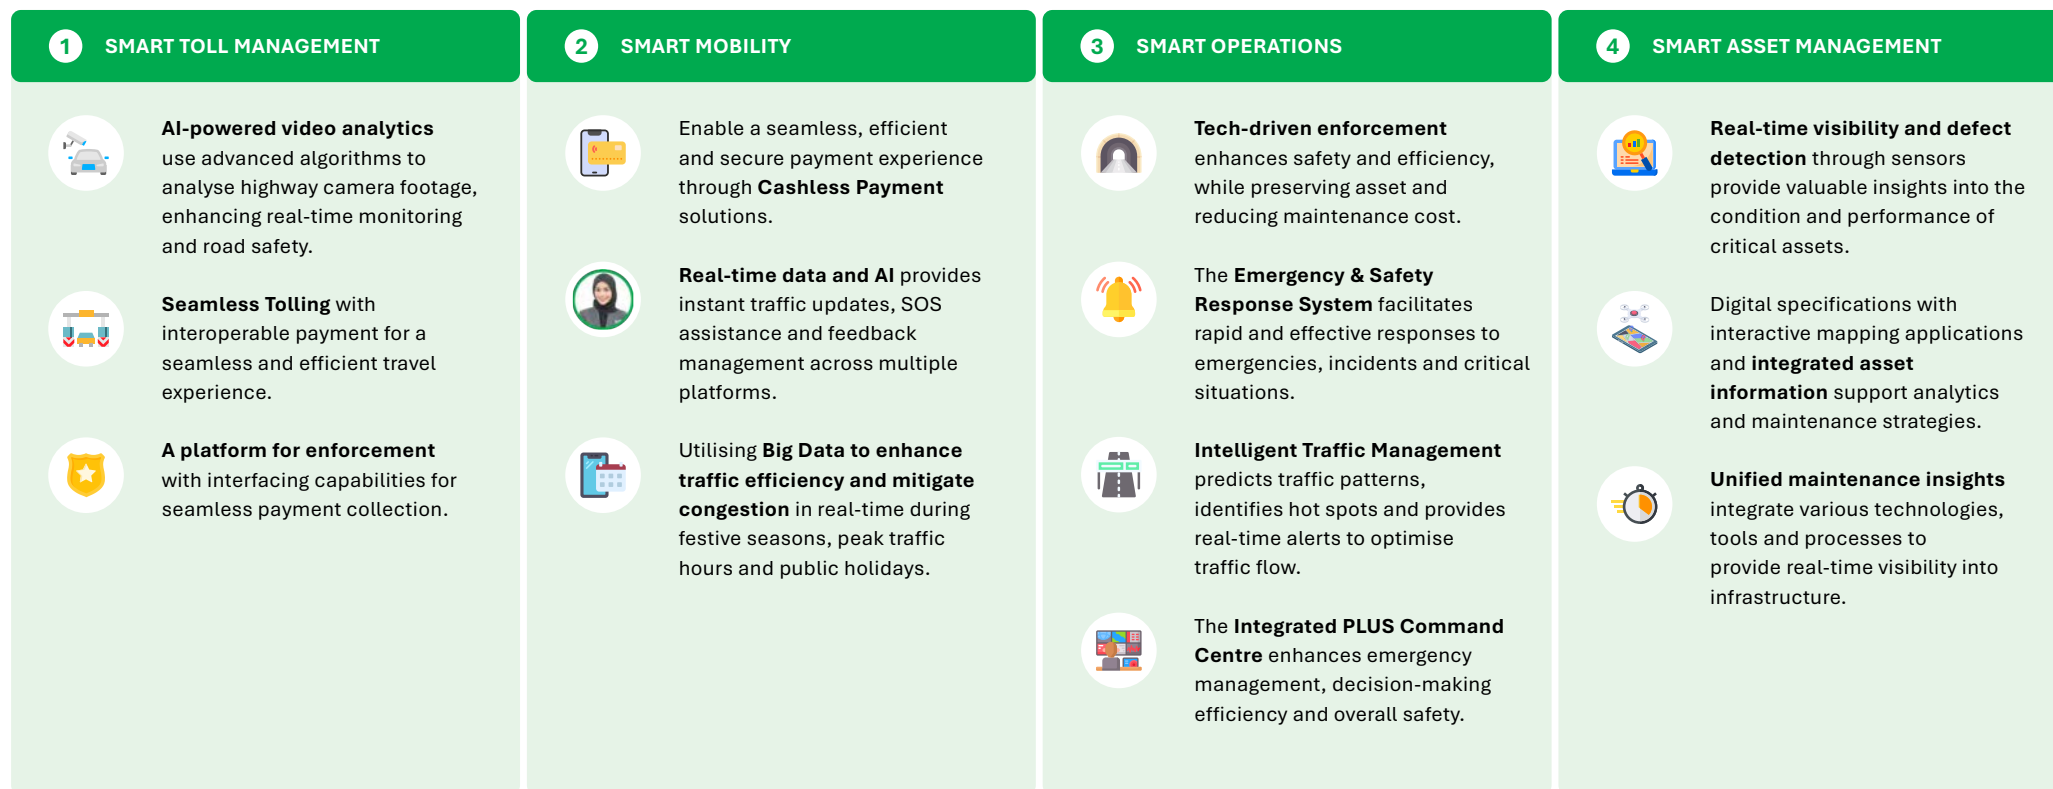 1 SMART TOLL MANAGEMENT
AI-powered video analytics
use advanced algorithms to
analyse highway camera footage,
enhancing real-time monitoring
and road safety.
Seamless Tolling with
interoperable payment for a
seamless and efficient travel
experience.
A platform for enforcement
with interfacing capabilities for
seamless payment collection.
2 SMART MOBILITY
Enable a seamless, efficient
and secure payment experience
through Cashless Payment
solutions.
Real-time data and AI provides
instant traffic updates, SOS
assistance and feedback
management across multiple
platforms.
Utilising Big Data to enhance
traffic efficiency and mitigate
congestion in real-time during
festive seasons, peak traffic
hours and public holidays.
3 SMART OPERATIONS
Tech-driven enforcement
enhances safety and efficiency,
while preserving asset and
reducing maintenance cost.
The Emergency & Safety
Response System facilitates
rapid and effective responses to
emergencies, incidents and critical
situations.
Intelligent Traffic Management
predicts traffic patterns,
identifies hot spots and provides
real-time alerts to optimise
traffic flow.
The Integrated PLUS Command
Centre enhances emergency
management, decision-making
efficiency and overall safety.
4 SMART ASSET MANAGEMENT
Real-time visibility and defect
detection through sensors
provide valuable insights into the
condition and performance of
critical assets.
Digital specifications with
interactive mapping applications
and integrated asset
information support analytics
and maintenance strategies.
Unified maintenance insights
integrate various technologies,
tools and processes to
provide real-time visibility into
infrastructure.